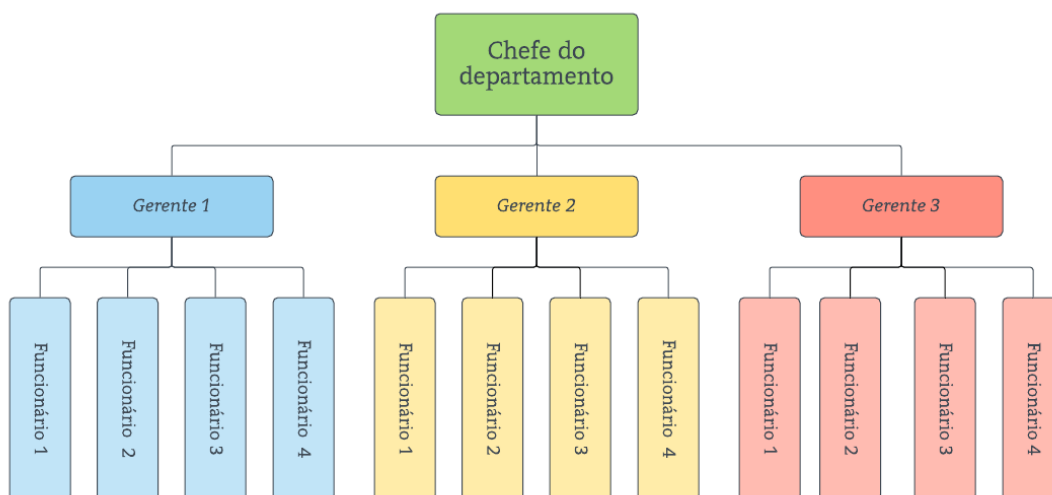 Chefe do
departamento
Gerente 1
Gerente 2
Gerente 3
Funcionário 1
Funcionário 2
Funcionário 3
Funcionário 4
Funcionário 1
Funcionário 2
Funcionário 3
Funcionário 4
Funcionário 1
Funcionário 2
Funcionário 3
Funcionário 4